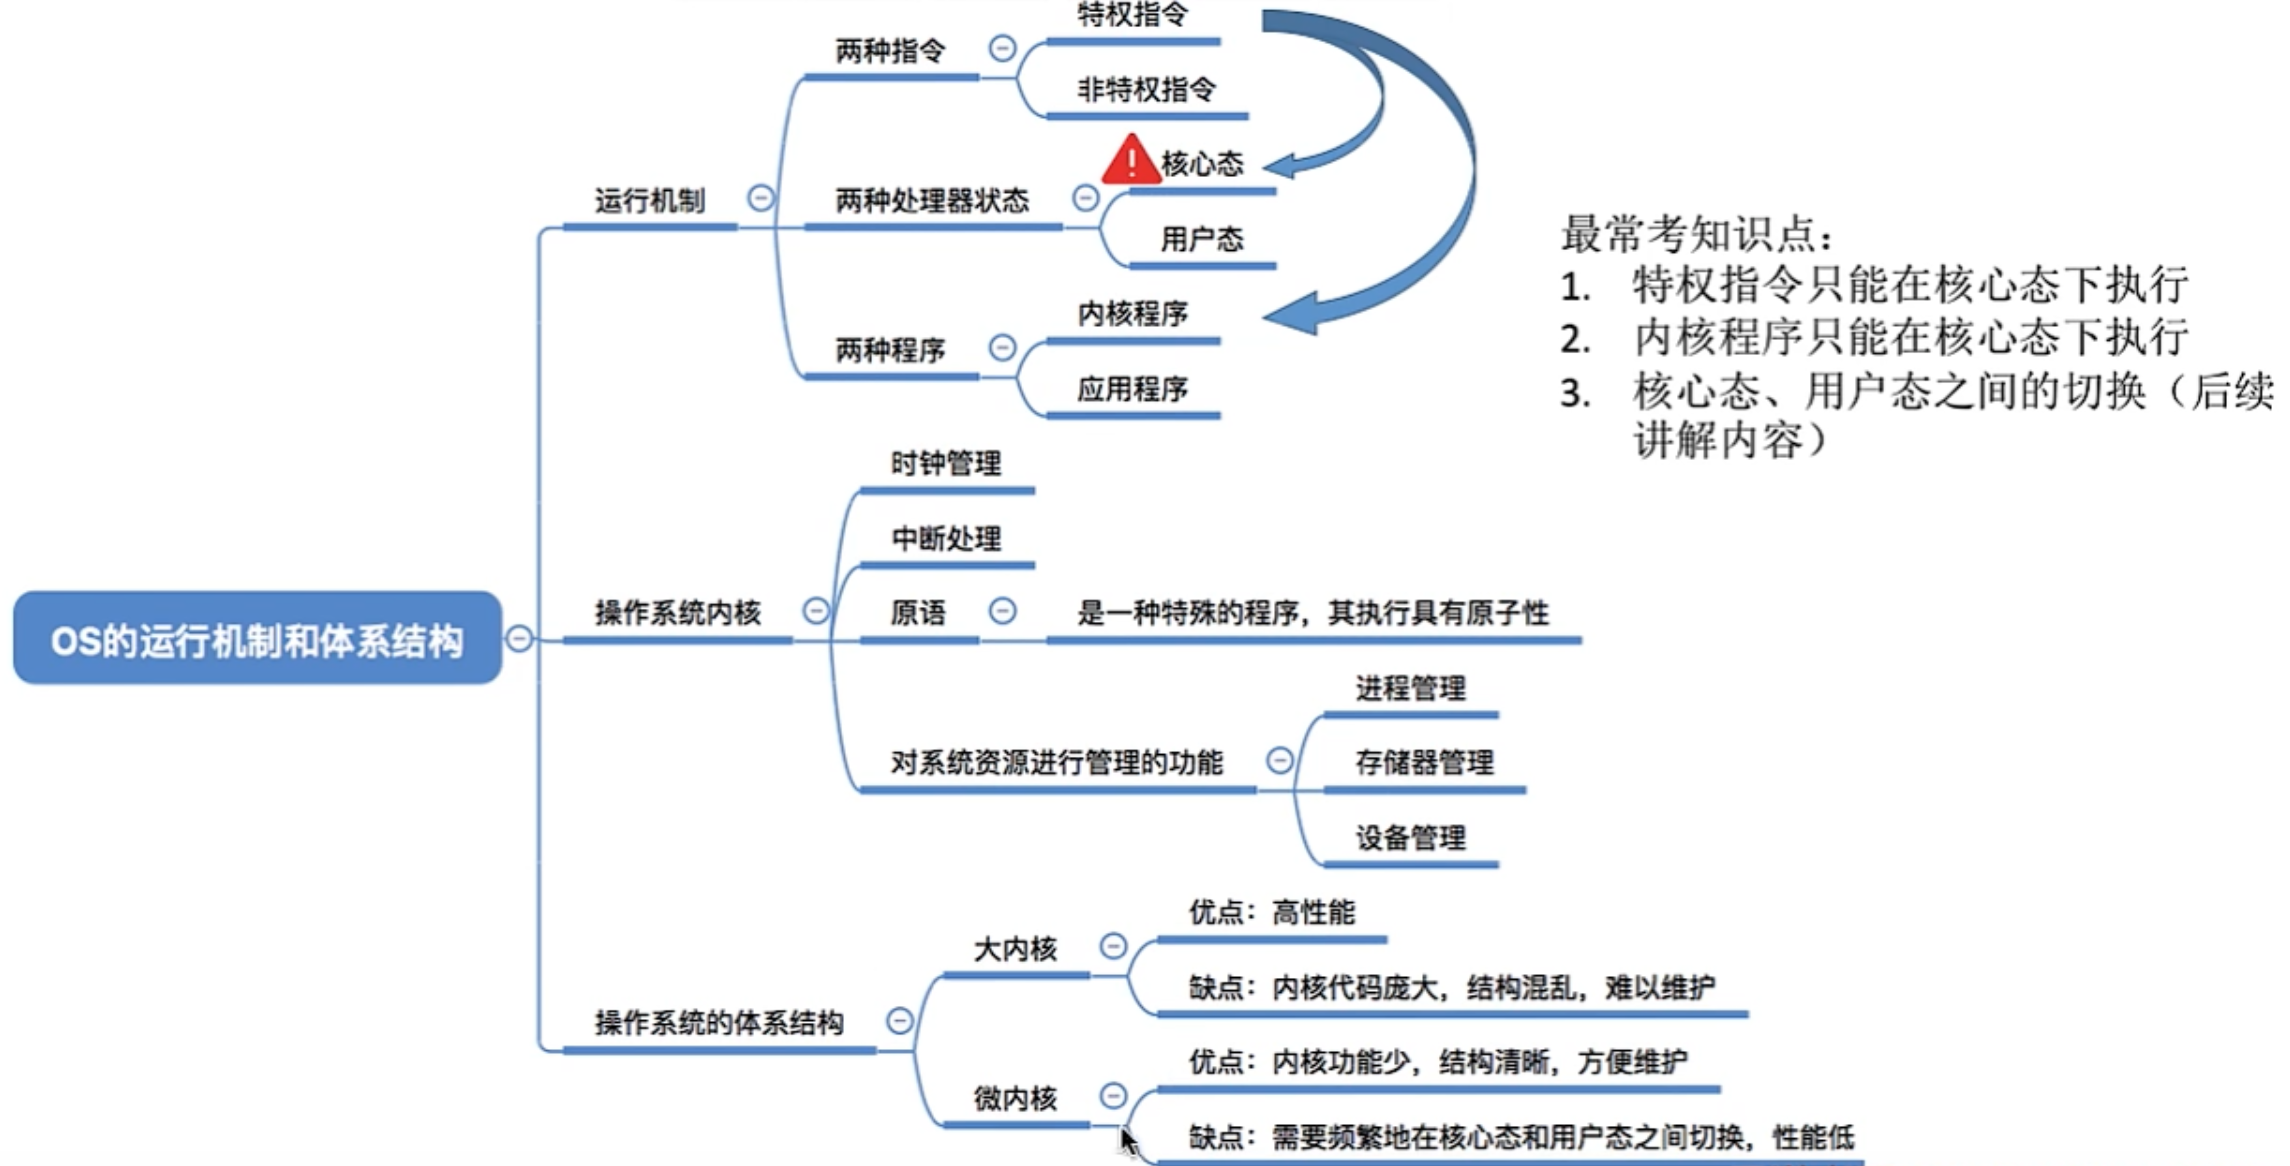 特权指令
两种指令
非特权指令
核心态
运行机制
两种处理器状态
用户态
内核程序
两种程序
应用程序
最常考知识点：
1. 特权指令只能在核心态下执行
2. 内核程序只能在核心态下执行
3. 核心态、用户态之间的切换（后续
讲解内容）
时钟管理
中断处理
操作系统内核
原语
是一种特殊的程序，其执行具有原子性
OS的运行机制和体系结构
进程管理
对系统资源进行管理的功能
存储器管理
设备管理
优点：高性能
大内核
缺点：内核代码庞大，结构混乱，难以维护
操作系统的体系结构
优点：内核功能少，结构清晰，方便维护
微内核
缺点：需要频繁地在核心态和用户态之间切换，性能低